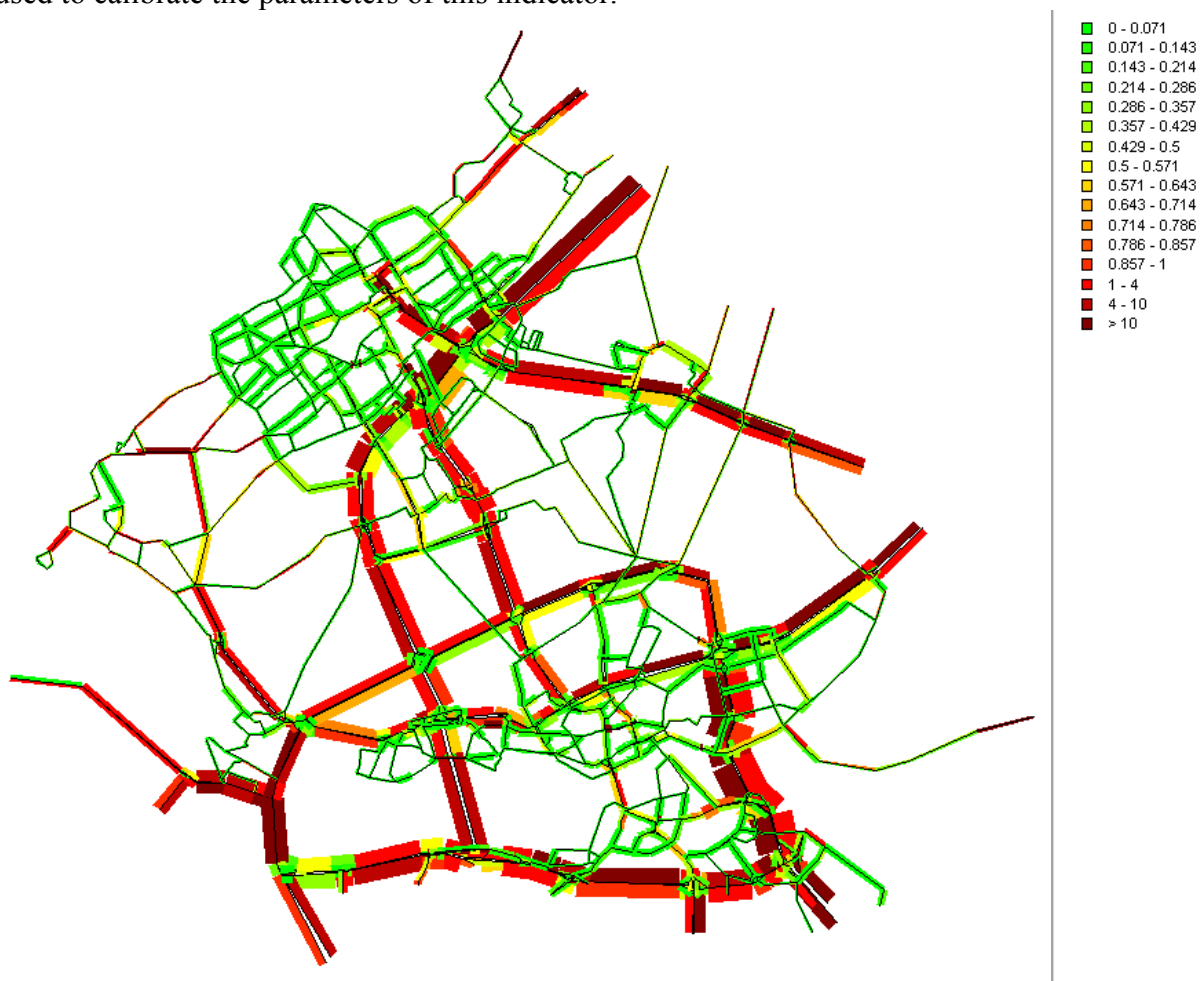 used to calibrate the parameters of this indicator.
0 - 0.071
0.071 - 0.143
0.143 - 0.214
0.214 - 0.286
0.286 - 0.357
0.357 - 0.429
0.429 - 0.5
0.5 - 0.571
0.571 - 0.643
0.643 - 0.714
0.714 - 0.786
0.786 - 0.857
0.857 - 1
1 - 4
4 - 10
> 10